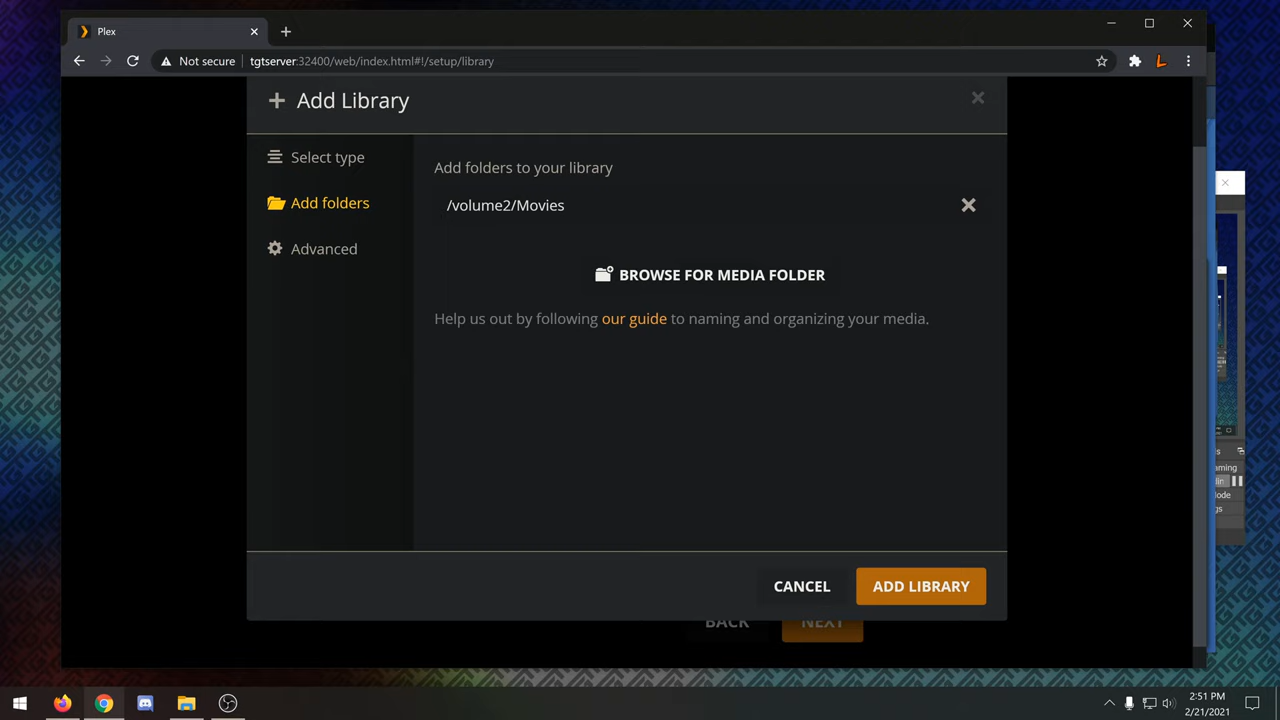 Plex
Not secure
tgtserver:32400/web/index.html#!/setup/library
Add Library
Select type
Add folders
Advanced
Add folders to your library
/volume2/Movies
BROWSE FOR MEDIA FOLDER
Help us out by following our guide to naming and organizing your media.
CANCEL
ADD LIBRARY
BACK
NEXT
2:51 PM
2/21/2021